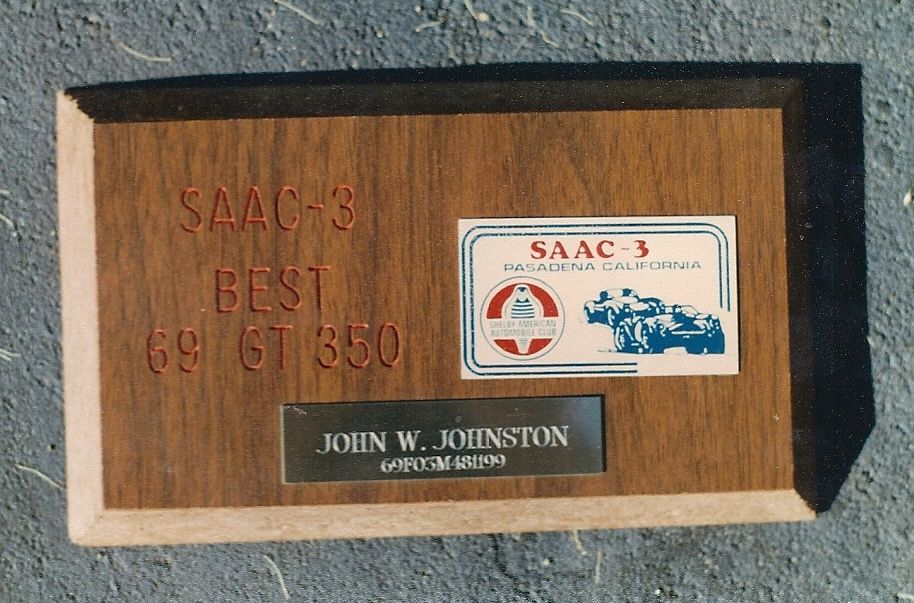 SAAC-3
BEST
69 GT 350
SAAC-3
PASADENA CALIFORNIA
SHELBY AMERICAN
AUTOMOBILE CLUB
JOHN W. JOHNSTON
69F03M481199